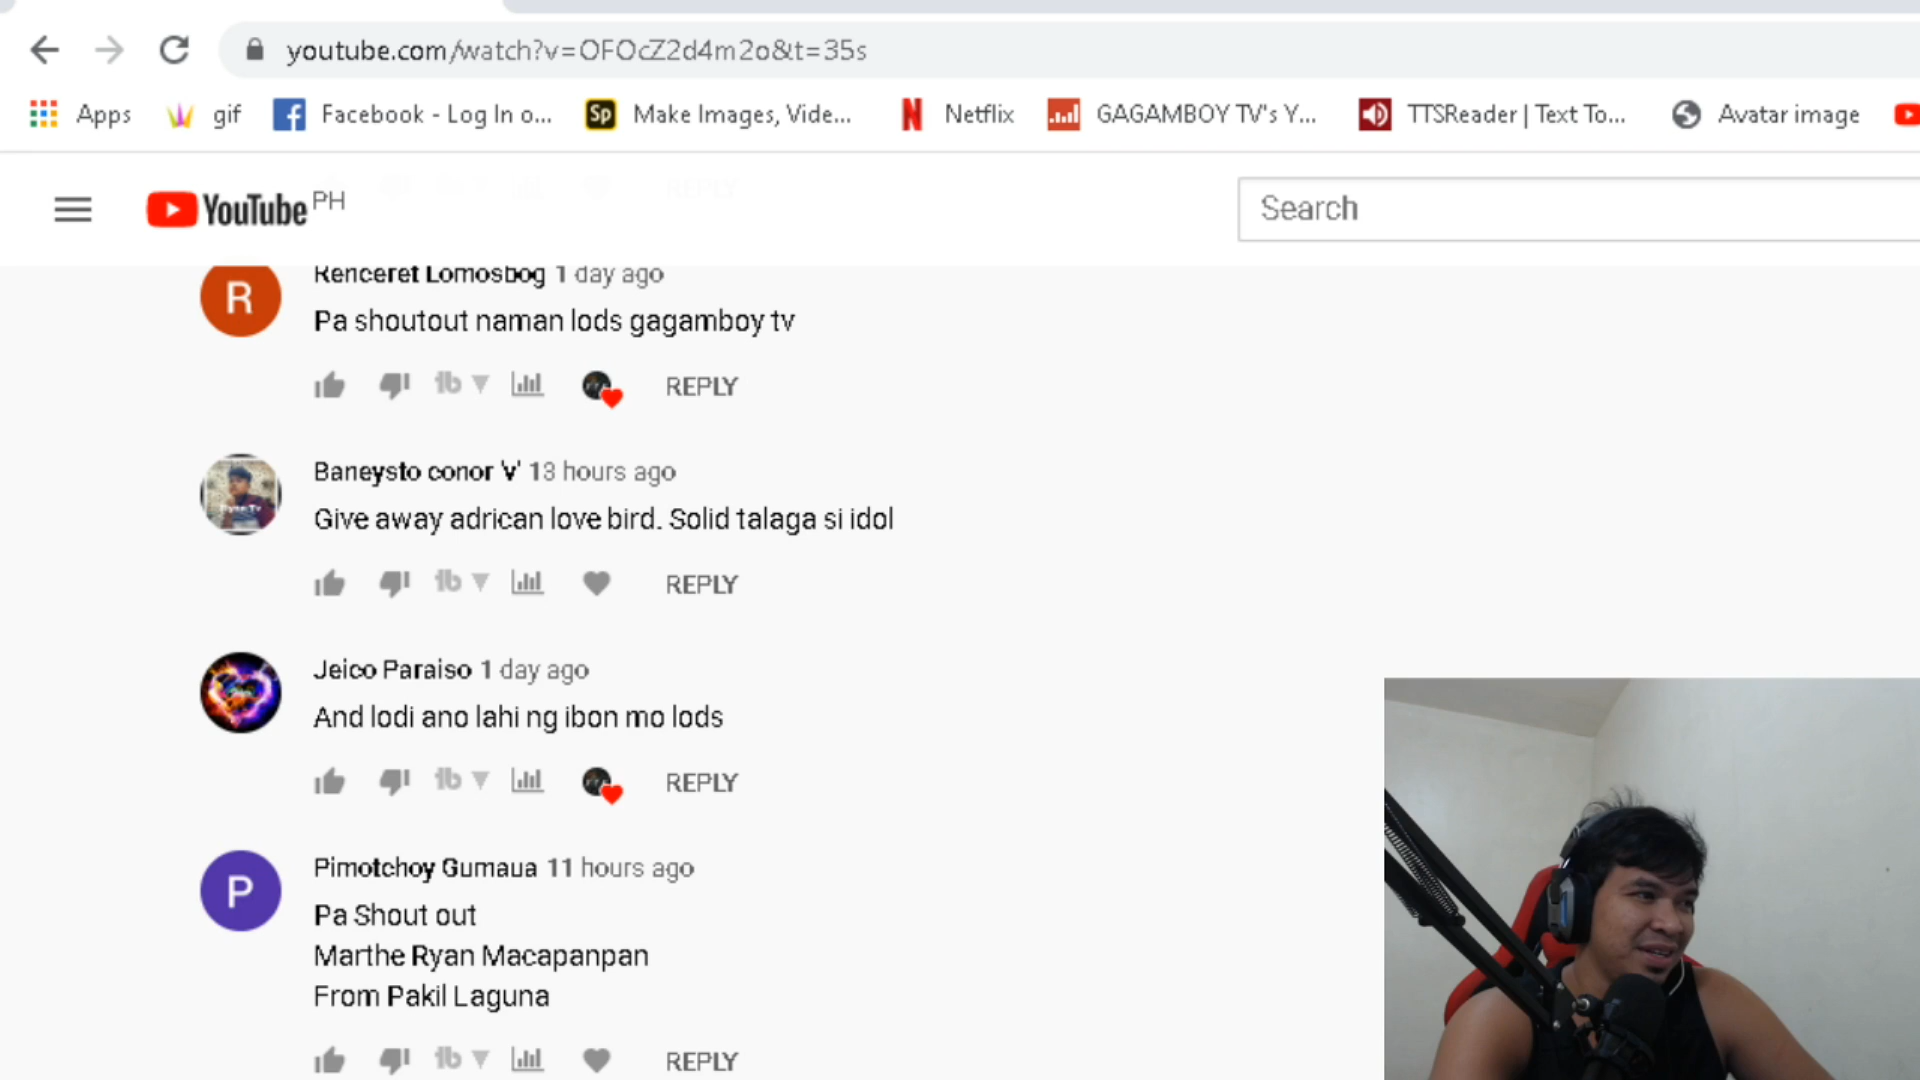 youtube.com/watch?v=OFOcZ2d4m2o&t=35s
Apps gif Facebook - Log In o... Sp Make Images, Vide... Netflix GAGAMBOY TV's Y... TTSReader | Text To... Avatar image
YouTube PH
Search
R
Renceret Lomosbog 1 day ago
Pa shoutout naman lods gagamboy tv
REPLY
Baneysto conor 'v' 13 hours ago
Give away adrican love bird. Solid talaga si idol
REPLY
Jeico Paraiso 1 day ago
And lodi ano lahi ng ibon mo lods
REPLY
P
Pimotchoy Gumaua 11 hours ago
Pa Shout out
Marthe Ryan Macapanpan
From Pakil Laguna
REPLY